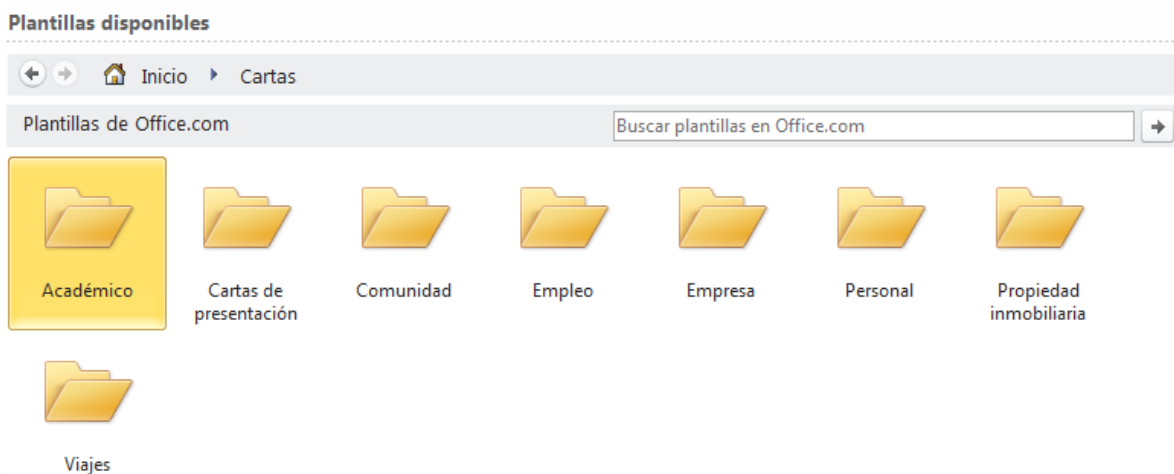 Plantillas disponibles
Inicio Cartas
Plantillas de Office.com
Buscar plantillas en Office.com
Académico
Cartas de
presentación
Comunidad
Empleo
Empresa
Personal
Propiedad
inmobiliaria
Viajes